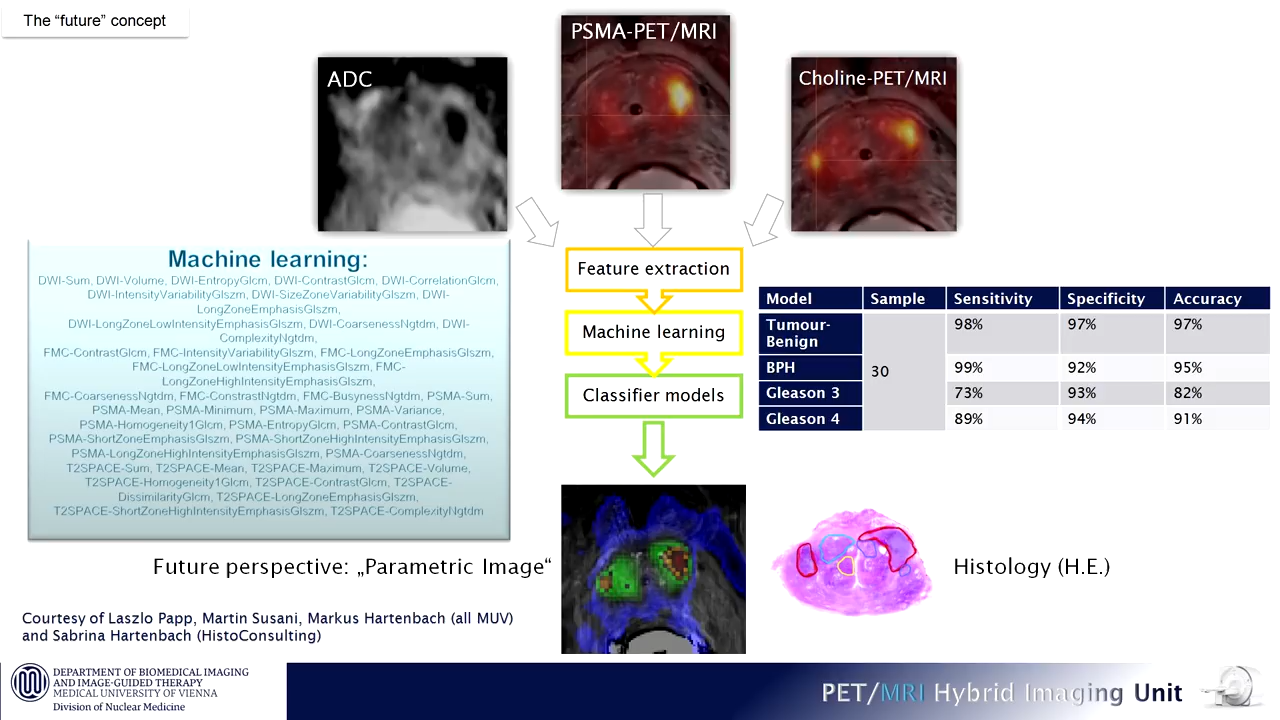 The “future” concept
PSMA-PET/MRI
ADC
Choline-PET/MRI
Machine learning:
DWI-Sum, DWI-Volume, DWI-EntropyGlcm, DWI-ContrastGlcm, DWI-CorrelationGlcm,
DWI-IntensityVariabilityGlszm, DWI-SizeZoneVariabilityGlszm, DWI-
LongZoneEmphasisGlszm,
DWI-LongZoneLowIntensityEmphasisGlszm, DWI-CoarsenessNgtdm, DWI-
ComplexityNgtdm,
FMC-ContrastGlcm, FMC-IntensityVariabilityGlszm, FMC-LongZoneEmphasisGlszm,
FMC-LongZoneLowIntensityEmphasisGlszm, FMC-
LongZoneHighIntensityEmphasisGlszm,
FMC-CoarsenessNgtdm, FMC-ConstrastNgtdm, FMC-BusynessNgtdm, PSMA-Sum,
PSMA-Mean, PSMA-Minimum, PSMA-Maximum, PSMA-Variance,
PSMA-Homogeneity1Glcm, PSMA-EntropyGlcm, PSMA-ContrastGlcm,
PSMA-ShortZoneEmphasisGlszm, PSMA-ShortZoneHighIntensityEmphasisGlszm,
PSMA-LongZoneHighIntensityEmphasisGlszm, PSMA-CoarsenessNgtdm,
T2SPACE-Sum, T2SPACE-Mean, T2SPACE-Maximum, T2SPACE-Volume,
T2SPACE-Homogeneity1Glcm, T2SPACE-ContrastGlcm, T2SPACE-
DissimilarityGlcm, T2SPACE-LongZoneEmphasisGlszm,
T2SPACE-ShortZoneHighIntensityEmphasisGlszm, T2SPACE-ComplexityNgtdm
Feature extraction
Machine learning
Classifier models
Model Sample Sensitivity Specificity Accuracy
Tumour-
Benign 30 98% 97% 97%
BPH 99% 92% 95%
Gleason 3 73% 93% 82%
Gleason 4 89% 94% 91%
Future perspective: „Parametric Image“
Histology (H.E.)
Courtesy of Laszlo Papp, Martin Susani, Markus Hartenbach (all MUV)
and Sabrina Hartenbach (HistoConsulting)
DEPARTMENT OF BIOMEDICAL IMAGING
AND IMAGE-GUIDED THERAPY
MEDICAL UNIVERSITY OF VIENNA
Division of Nuclear Medicine
PET/MRI Hybrid Imaging Unit